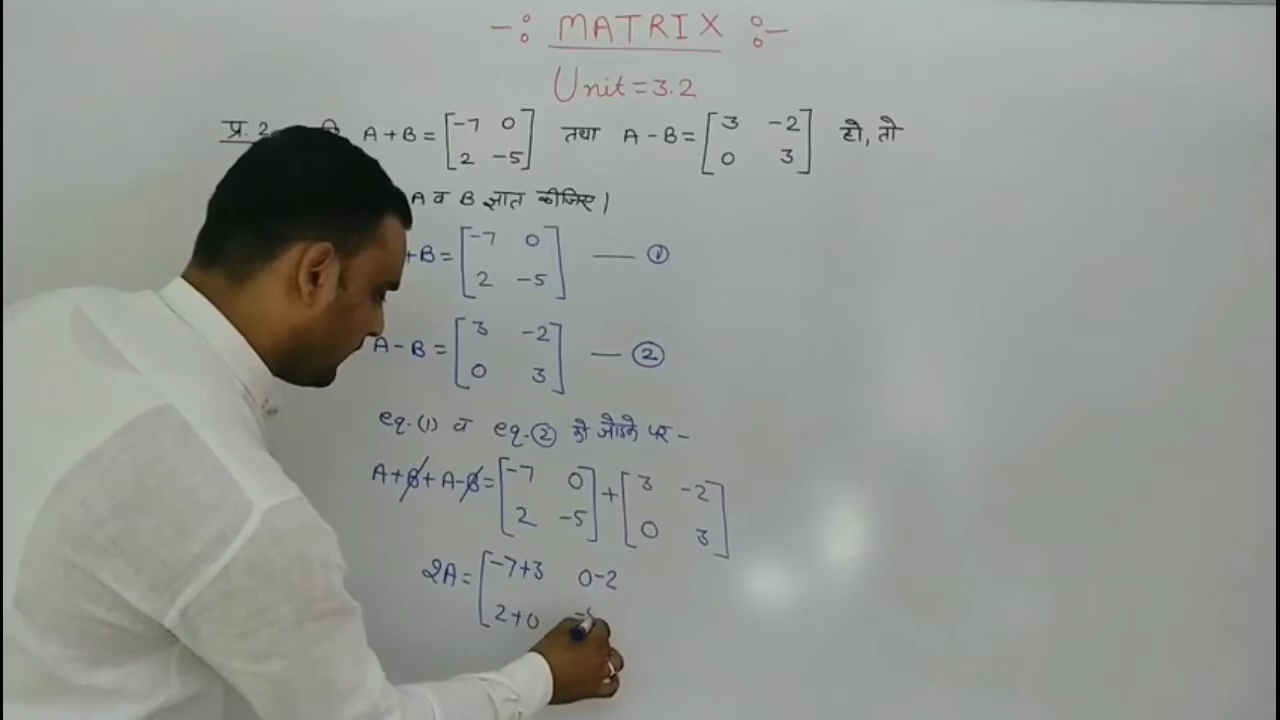 -: MATRIX :-
Unit = 3.2
प्र. 2 A + B = [-7 0 तथा A - B = [3 -2 हो, तो
2 -5] 0 3]
A व B ज्ञात कीजिए।
+B = [-7 0 —— ①
2 -5]
A - B = [3 -2 — ②
0 3]
eq. (1) व eq. ② को जोडने पर -
A + B + A - B = [-7 0 + [3 -2
2 -5] 0 3]
2A = [-7+3 0-2
2+0